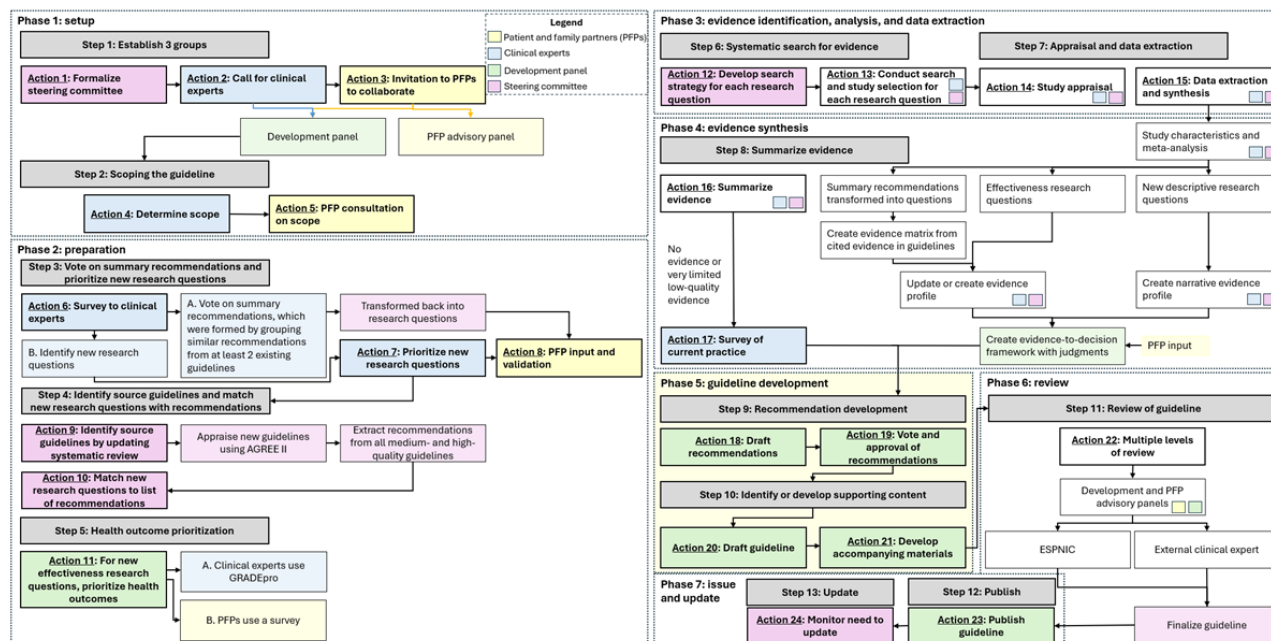 Phase 1: setup
Legend
Patient and family partners (PFPs)
Clinical experts
Development panel
Steering committee
Step 1: Establish 3 groups
Action 1: Formalize
steering committee
Action 2: Call for clinical
experts
Action 3: Invitation to PFPs
to collaborate
Development panel
PFP advisory panel
Step 2: Scoping the guideline
Action 4: Determine scope
Action 5: PFP consultation
on scope
Phase 2: preparation
Step 3: Vote on summary recommendations and
prioritize new research questions
Action 6: Survey to clinical
experts
A. Vote on summary
recommendations, which
were formed by grouping
similar recommendations
from at least 2 existing
guidelines
Transformed back into
research questions
B. Identify new research
questions
Action 7: Prioritize new
research questions
Action 8: PFP input and
validation
Step 4: Identify source guidelines and match
new research questions with recommendations
Action 9: Identify source
guidelines by updating
systematic review
Appraise new guidelines
using AGREE II
Extract recommendations
from all medium- and high-
quality guidelines
Action 10: Match new
research questions to list
of recommendations
Step 5: Health outcome prioritization
Action 11: For new
effectiveness research
questions, prioritize health
outcomes
A. Clinical experts use
GRADEpro
B. PFPs use a survey
Phase 3: evidence identification, analysis, and data extraction
Step 6: Systematic search for evidence
Step 7: Appraisal and data extraction
Action 12: Develop search
strategy for each research
question
Action 13: Conduct search
and study selection for
each research question
Action 14: Study appraisal
Action 15: Data extraction
and synthesis
Phase 4: evidence synthesis
Step 8: Summarize evidence
Study characteristics and
meta-analysis
Action 16: Summarize
evidence
Summary recommendations
transformed into questions
Effectiveness research
questions
New descriptive research
questions
Create evidence matrix from
cited evidence in guidelines
No
evidence or
very limited
low-quality
evidence
Update or create evidence
profile
Create narrative evidence
profile
Action 17: Survey of
current practice
Create evidence-to-decision
framework with judgments
PFP input
Phase 5: guideline development
Step 9: Recommendation development
Action 18: Draft
recommendations
Action 19: Vote and
approval of
recommendations
Step 10: Identify or develop supporting content
Action 20: Draft guideline
Action 21: Develop
accompanying materials
Phase 6: review
Step 11: Review of guideline
Action 22: Multiple levels
of review
Development and PFP
advisory panels
ESPNIC
External clinical expert
Finalize guideline
Phase 7: issue
and update
Step 13: Update
Step 12: Publish
Action 24: Monitor need to
update
Action 23: Publish
guideline